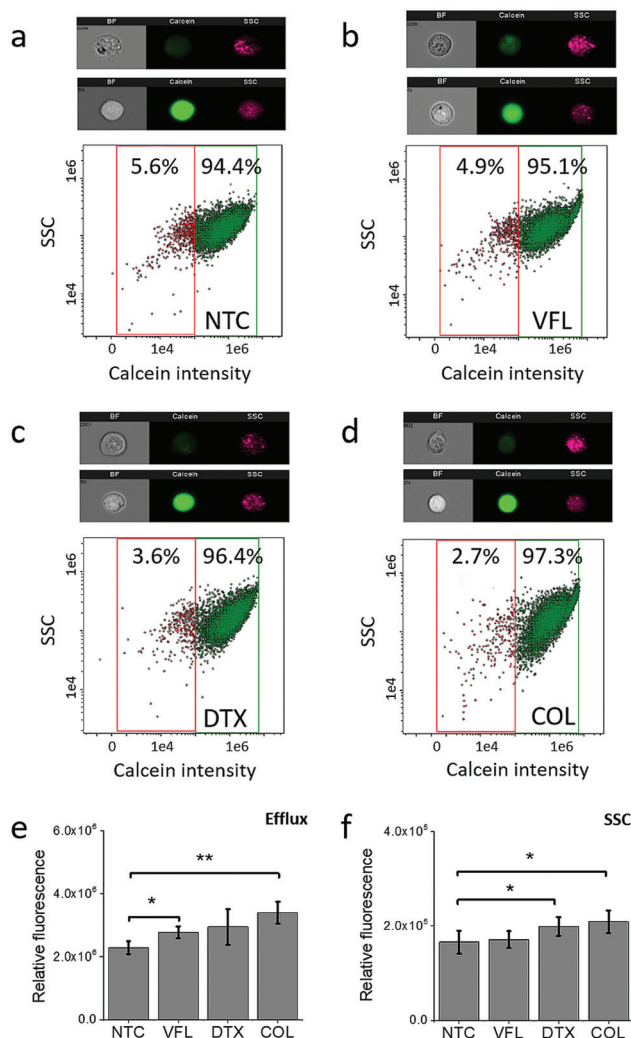 a
BF Calcein SSC
BF Calcein SSC
5.6% 94.4%
1e6
SSC
1e4
NTC
0 1e4 1e6
Calcein intensity
b
BF Calcein SSC
BF Calcein SSC
4.9% 95.1%
1e6
SSC
1e4
VFL
0 1e4 1e6
Calcein intensity
c
BF Calcein SSC
BF Calcein SSC
3.6% 96.4%
1e6
SSC
1e4
DTX
0 1e4 1e6
Calcein intensity
d
BF Calcein SSC
BF Calcein SSC
2.7% 97.3%
1e6
SSC
1e4
COL
0 1e4 1e6
Calcein intensity
e
Efflux
6.0x10⁶
4.0x10⁶
2.0x10⁶
0.0
Relative fluorescence
**
*
NTC VFL DTX COL
f
SSC
4.0x10⁵
2.0x10⁵
0.0
Relative fluorescence
*
*
NTC VFL DTX COL